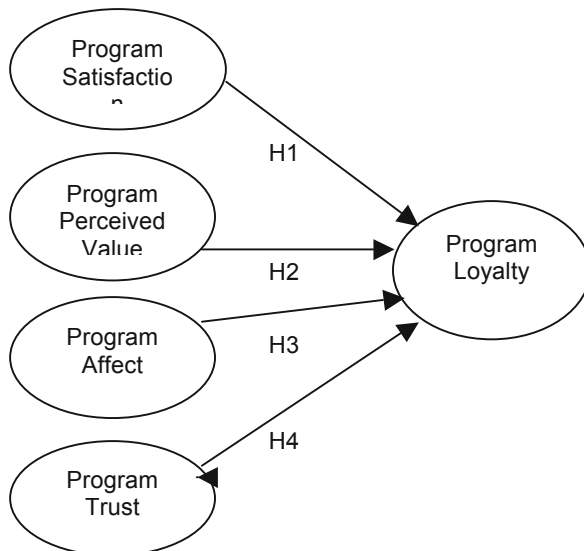 Program
Satisfactio
n
H1
Program
Perceived
Value
H2
Program
Loyalty
Program
Affect
H3
H4
Program
Trust